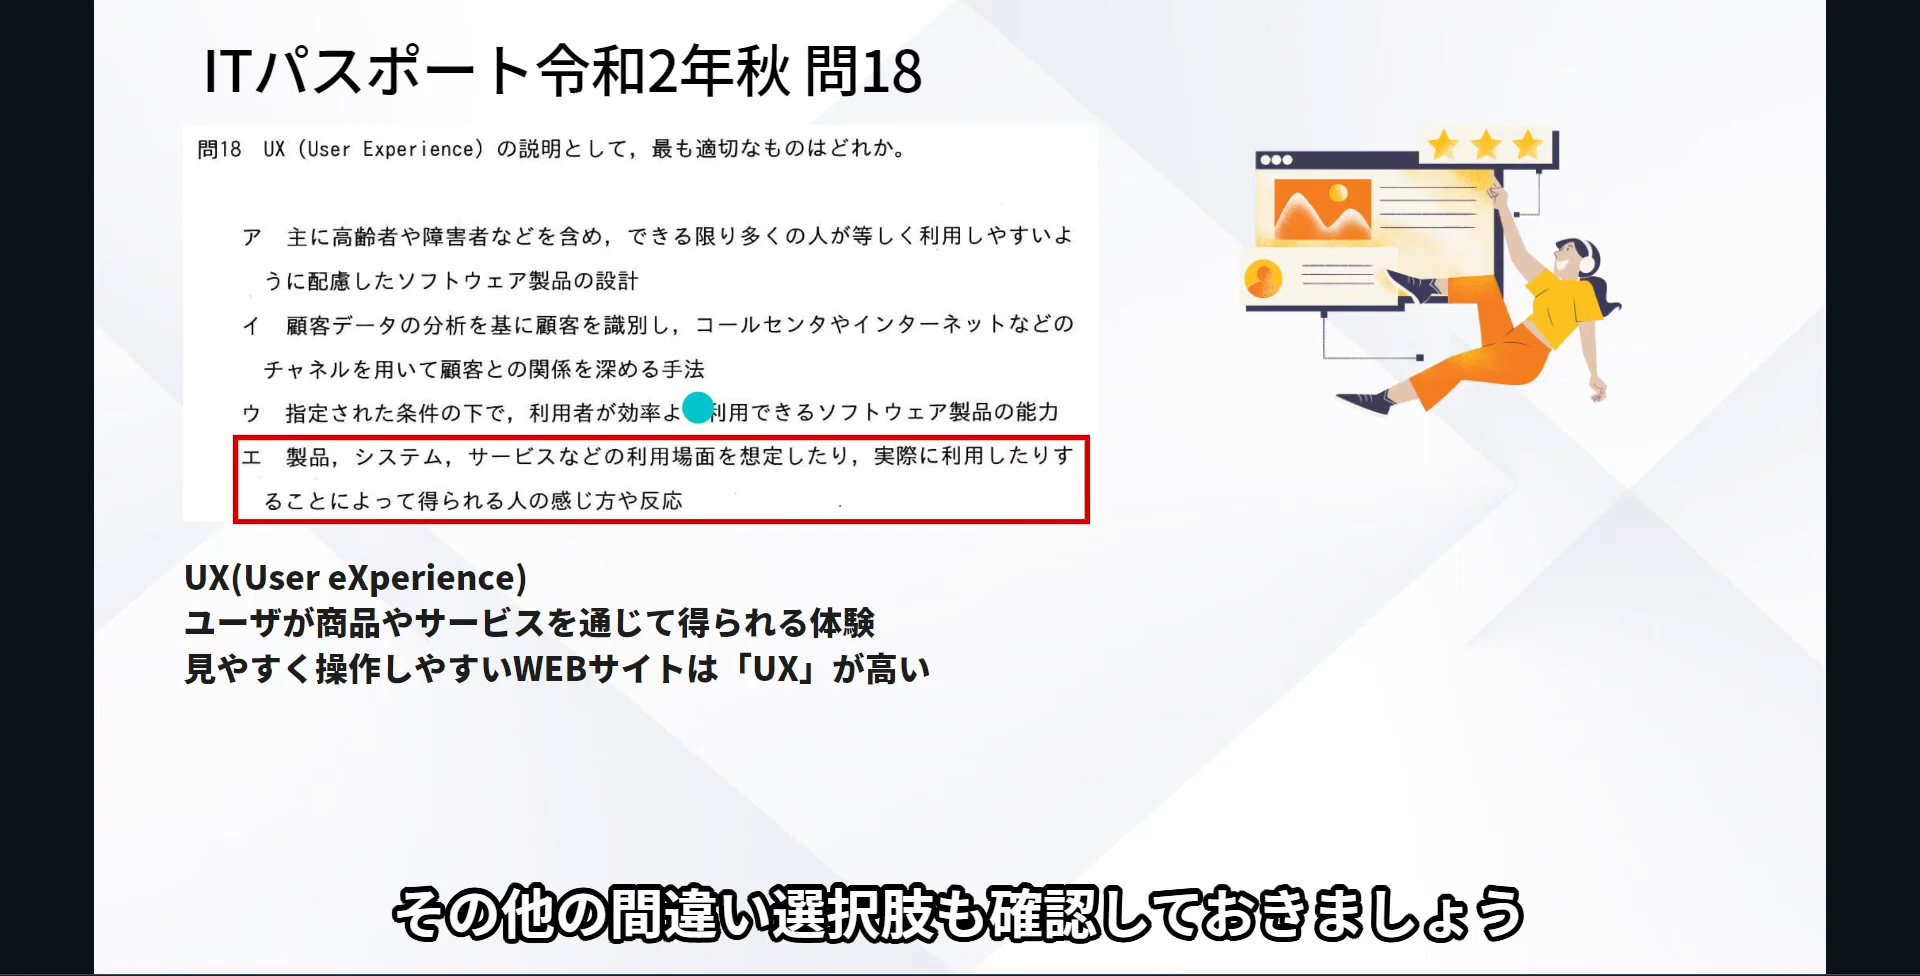 ITパスポート令和2年秋 問18
問18　UX（User Experience）の説明として，最も適切なものはどれか。
ア　主に高齢者や障害者などを含め，できる限り多くの人が等しく利用しやすいよ
うに配慮したソフトウェア製品の設計
イ　顧客データの分析を基に顧客を識別し，コールセンタやインターネットなどの
チャネルを用いて顧客との関係を深める手法
ウ　指定された条件の下で，利用者が効率よ利用できるソフトウェア製品の能力
エ　製品，システム，サービスなどの利用場面を想定したり，実際に利用したりす
ることによって得られる人の感じ方や反応
UX(User eXperience)
ユーザが商品やサービスを通じて得られる体験
見やすく操作しやすいWEBサイトは「UX」が高い
その他の間違い選択肢も確認しておきましょう